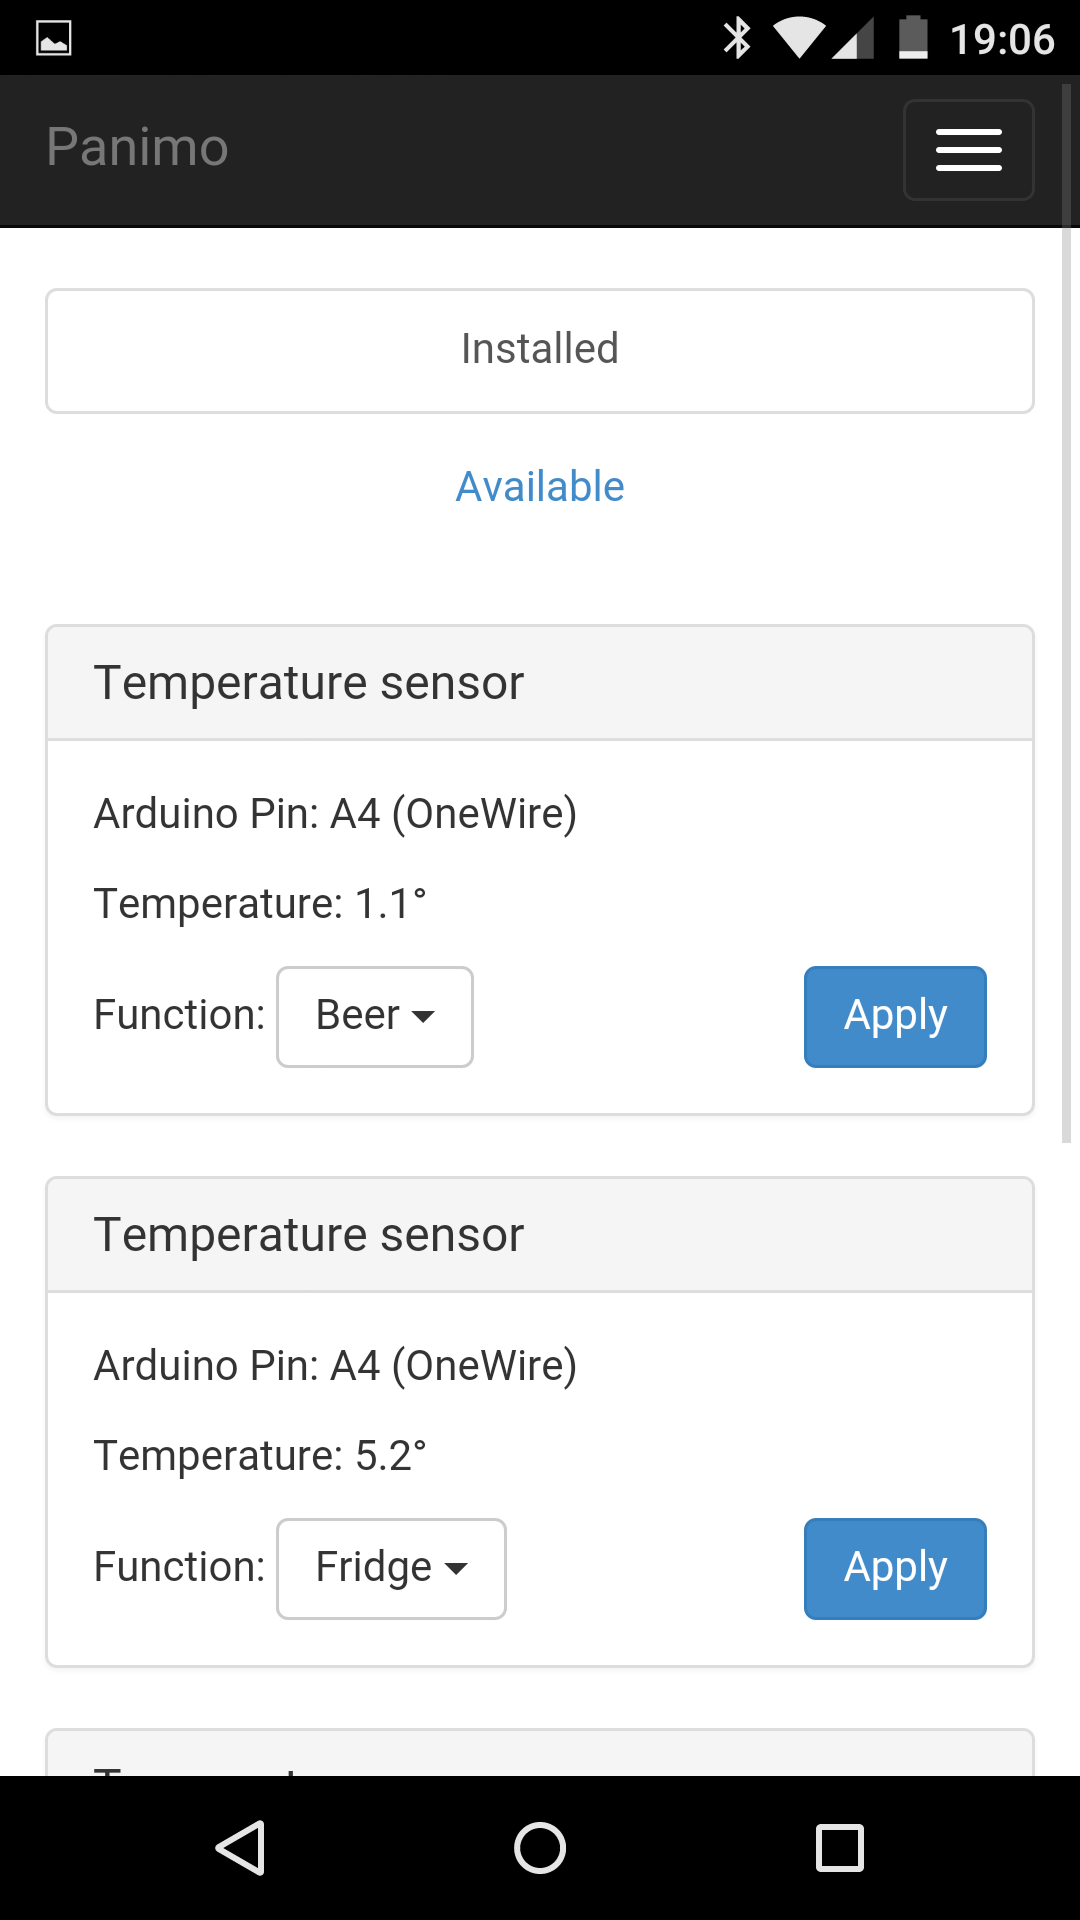 19:06
Panimo
Installed
Available
Temperature sensor
Arduino Pin: A4 (OneWire)
Temperature: 1.1°
Function: Beer Apply
Temperature sensor
Arduino Pin: A4 (OneWire)
Temperature: 5.2°
Function: Fridge Apply